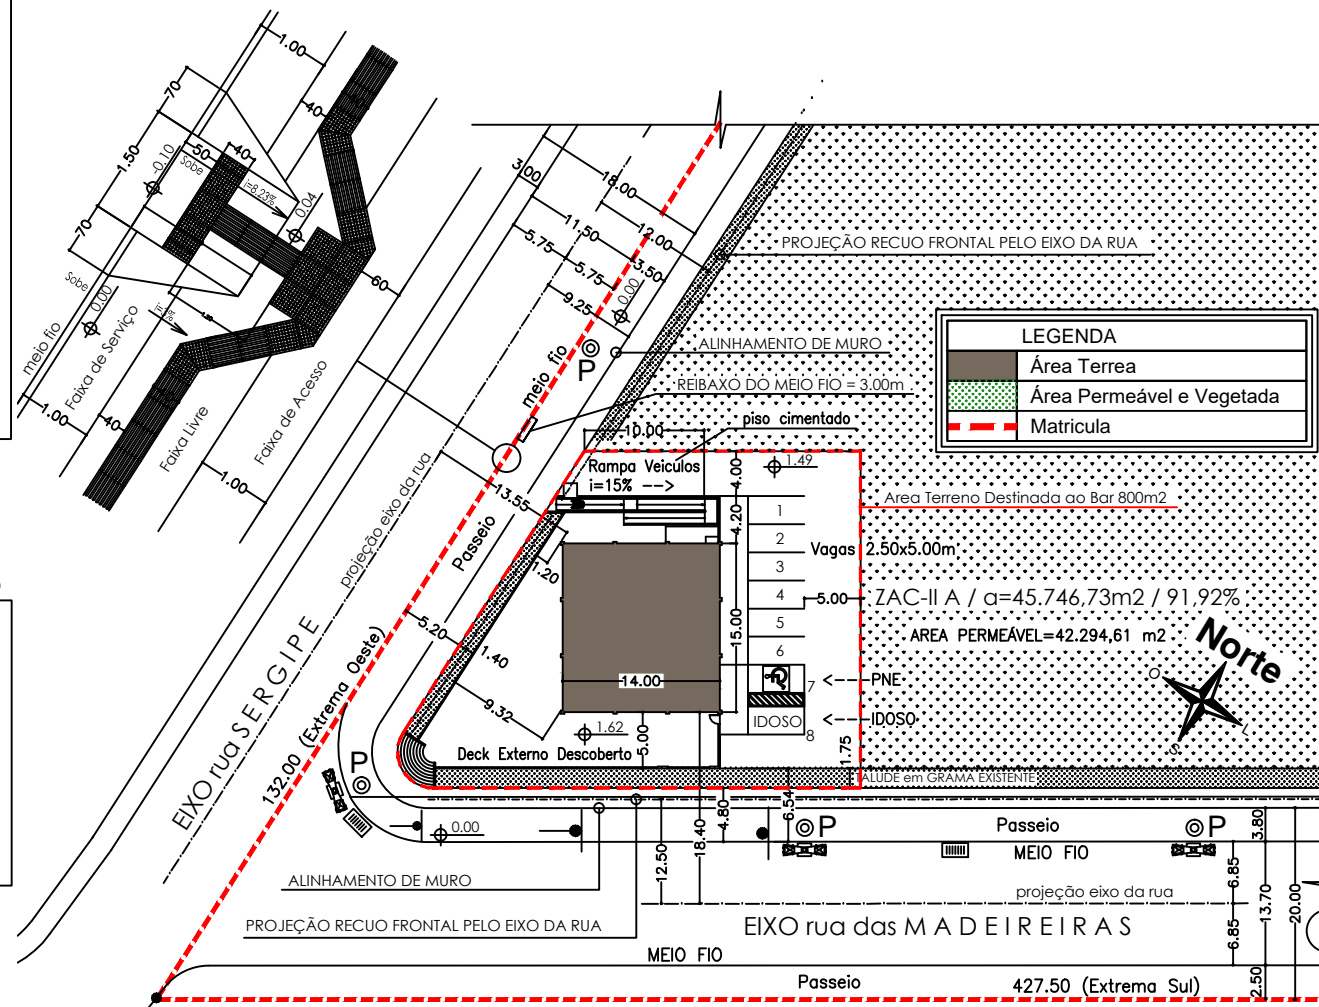 1.00
70
40
1.50
-0.10
50
40
Sobe
i=8,23%
0.04
70
60
Sobe
0.00
meio fio
Faixa de Serviço
1.00
40
Faixa Livre
Faixa de Acesso
1.00
3.00
18.00
11.50
12.00
5.75
5.75
3.50
9.25
0.00
PROJEÇÃO RECUO FRONTAL PELO EIXO DA RUA
P
meio fio
ALINHAMENTO DE MURO
REIBAXO DO MEIO FIO = 3.00m
LEGENDA
Área Terrea
Área Permeável e Vegetada
Matricula
piso cimentado
10.00
Rampa Veiculos
i=15% -->
4.00
1.49
Area Terreno Destinada ao Bar 800m2
projeção eixo da rua
13.55
Passeio
4.20
1
2
3
4
5
6
7
8
Vagas 2.50x5.00m
1.20
5.00
ZAC-II A / a=45.746,73m2 / 91,92%
AREA PERMEÁVEL=42.294,61 m2
15.00
5.20
1.40
14.00
9.32
PNE
IDOSO
IDOSO
Norte
O
S
L
1.62
5.00
1.75
Deck Externo Descoberto
TALUDE em GRAMA EXISTENTE
EIXO rua SERGIPE
132.00 (Extrema Oeste)
P
0.00
4.80
6.54
12.50
18.40
P
Passeio
P
3.80
MEIO FIO
6.85
13.70
20.00
ALINHAMENTO DE MURO
projeção eixo da rua
PROJEÇÃO RECUO FRONTAL PELO EIXO DA RUA
EIXO rua das MADEIREIRAS
6.85
MEIO FIO
Passeio
427.50 (Extrema Sul)
2.50